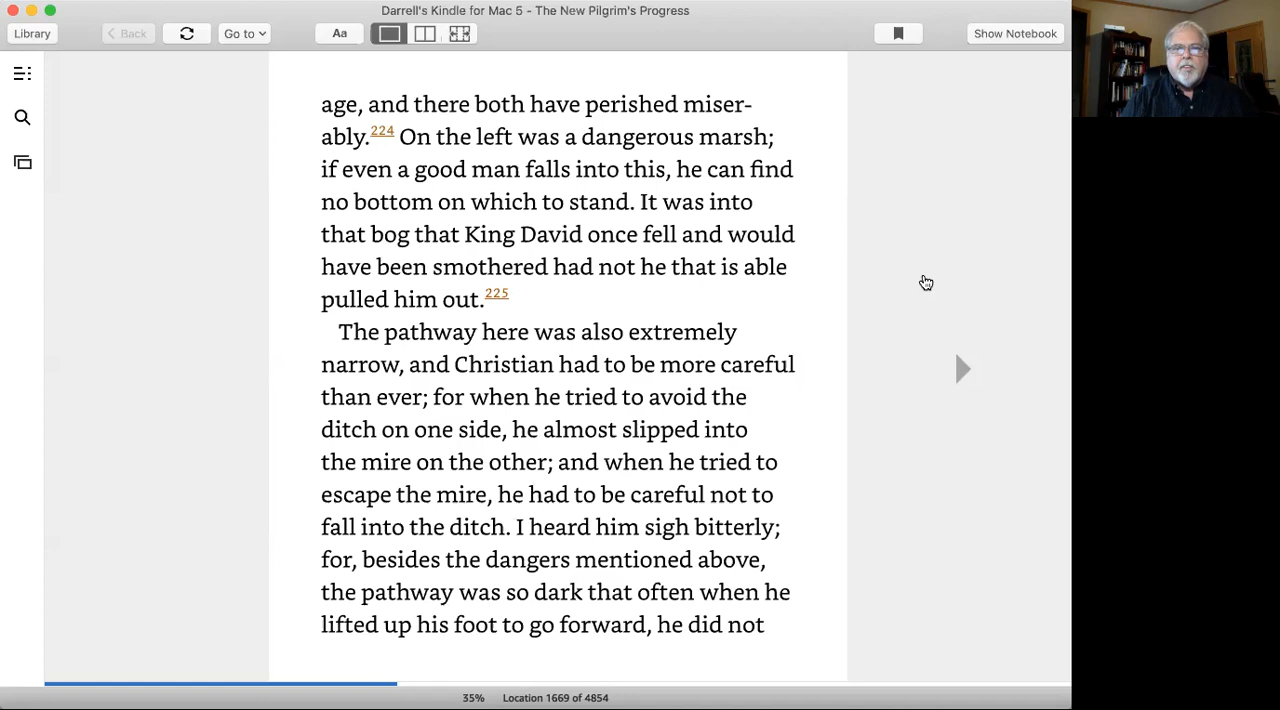 Darrell's Kindle for Mac 5 - The New Pilgrim's Progress
Library
Back
Go to
Aa
Show Notebook
age, and there both have perished miser-
ably.224 On the left was a dangerous marsh;
if even a good man falls into this, he can find
no bottom on which to stand. It was into
that bog that King David once fell and would
have been smothered had not he that is able
pulled him out.225
The pathway here was also extremely
narrow, and Christian had to be more careful
than ever; for when he tried to avoid the
ditch on one side, he almost slipped into
the mire on the other; and when he tried to
escape the mire, he had to be careful not to
fall into the ditch. I heard him sigh bitterly;
for, besides the dangers mentioned above,
the pathway was so dark that often when he
lifted up his foot to go forward, he did not
35% Location 1669 of 4854